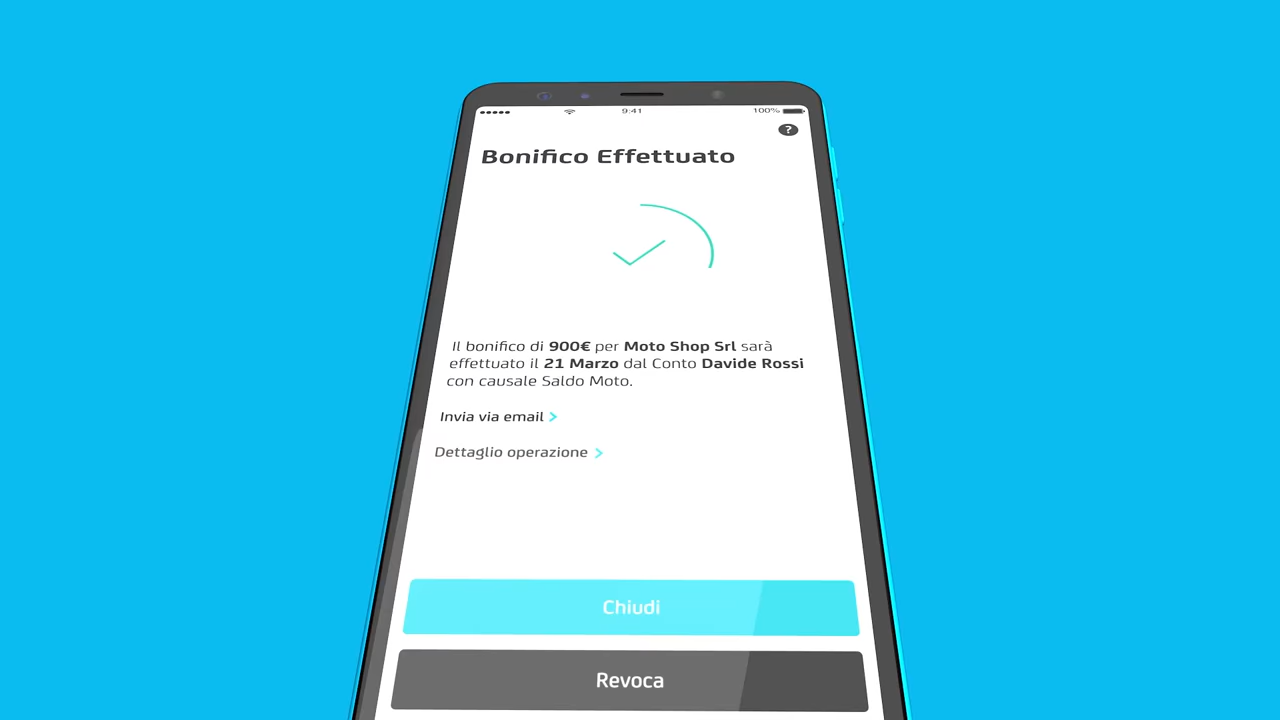 9:41
100%
?
Bonifico Effettuato
Il bonifico di 900€ per Moto Shop Srl sarà
effettuato il 21 Marzo dal Conto Davide Rossi
con causale Saldo Moto.
Invia via email >
Dettaglio operazione >
Chiudi
Revoca